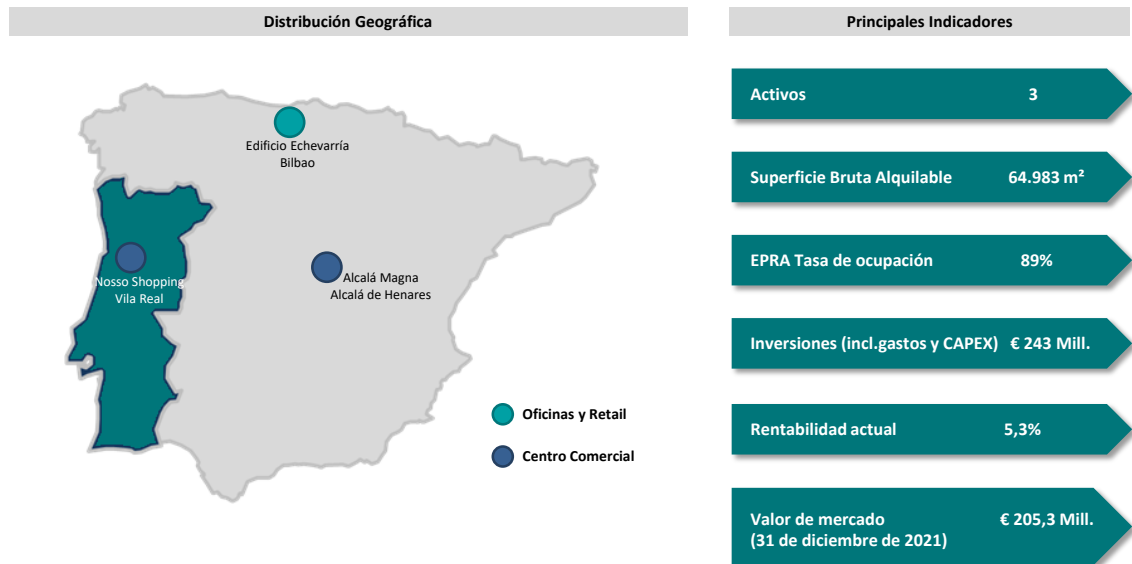 Distribución Geográfica
Edificio Echevarría
Bilbao
Nosso Shopping
Vila Real
Alcalá Magna
Alcalá de Henares
Oficinas y Retail
Centro Comercial
Principales Indicadores
Activos 3
Superficie Bruta Alquilable 64.983 m²
EPRA Tasa de ocupación 89%
Inversiones (incl.gastos y CAPEX) € 243 Mill.
Rentabilidad actual 5,3%
Valor de mercado € 205,3 Mill.
(31 de diciembre de 2021)